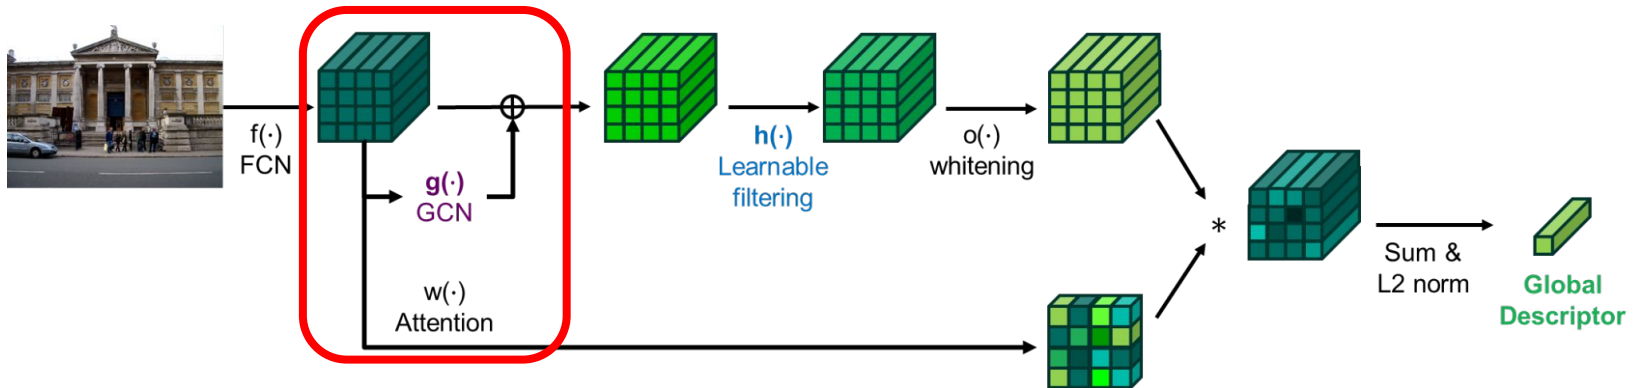 f(·)
FCN
g(·)
GCN
w(·)
Attention
h(·)
Learnable
filtering
o(·)
whitening
*
Sum &
L2 norm
Global
Descriptor